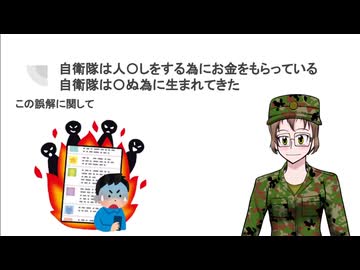 自衛隊は人〇しをする為にお金をもらっている
自衛隊は〇ぬ為に生まれてきた
この誤解に関して